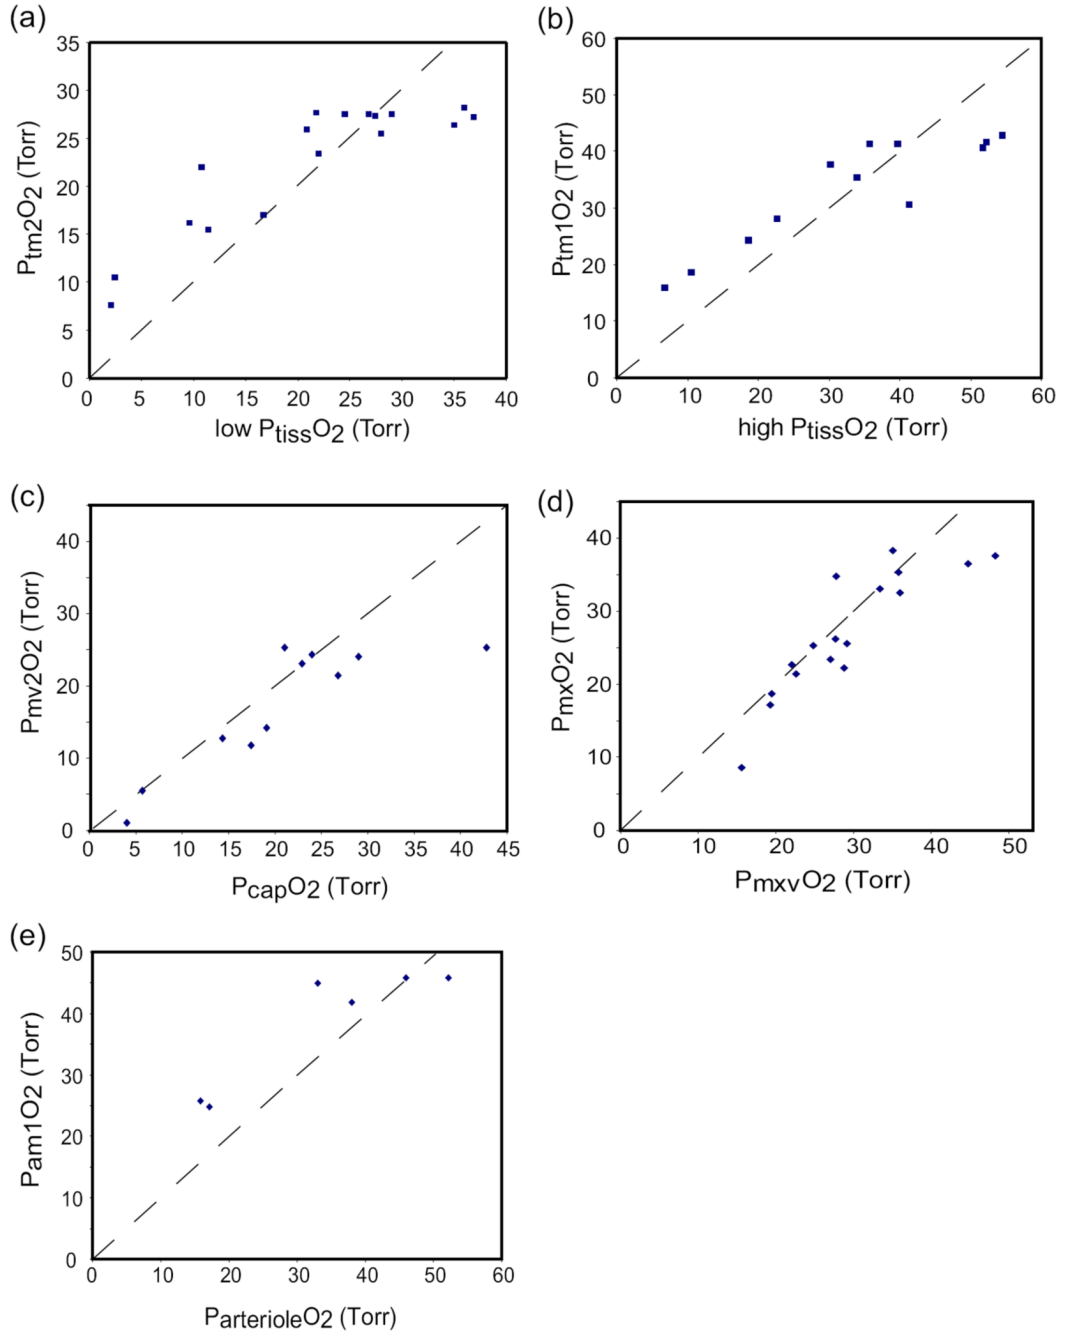 (a)
35
30
25
20
15
10
5
0
Ptm2O2 (Torr)
0 5 10 15 20 25 30 35 40
low PtissO2 (Torr)
(b)
60
50
40
30
20
10
0
Ptm1O2 (Torr)
0 10 20 30 40 50 60
high PtissO2 (Torr)
(c)
40
30
20
10
0
Pmv2O2 (Torr)
0 5 10 15 20 25 30 35 40 45
PcapO2 (Torr)
(d)
40
30
20
10
0
PmxO2 (Torr)
0 10 20 30 40 50
PmxvO2 (Torr)
(e)
50
40
30
20
10
0
Pam1O2 (Torr)
0 10 20 30 40 50 60
ParterioleO2 (Torr)